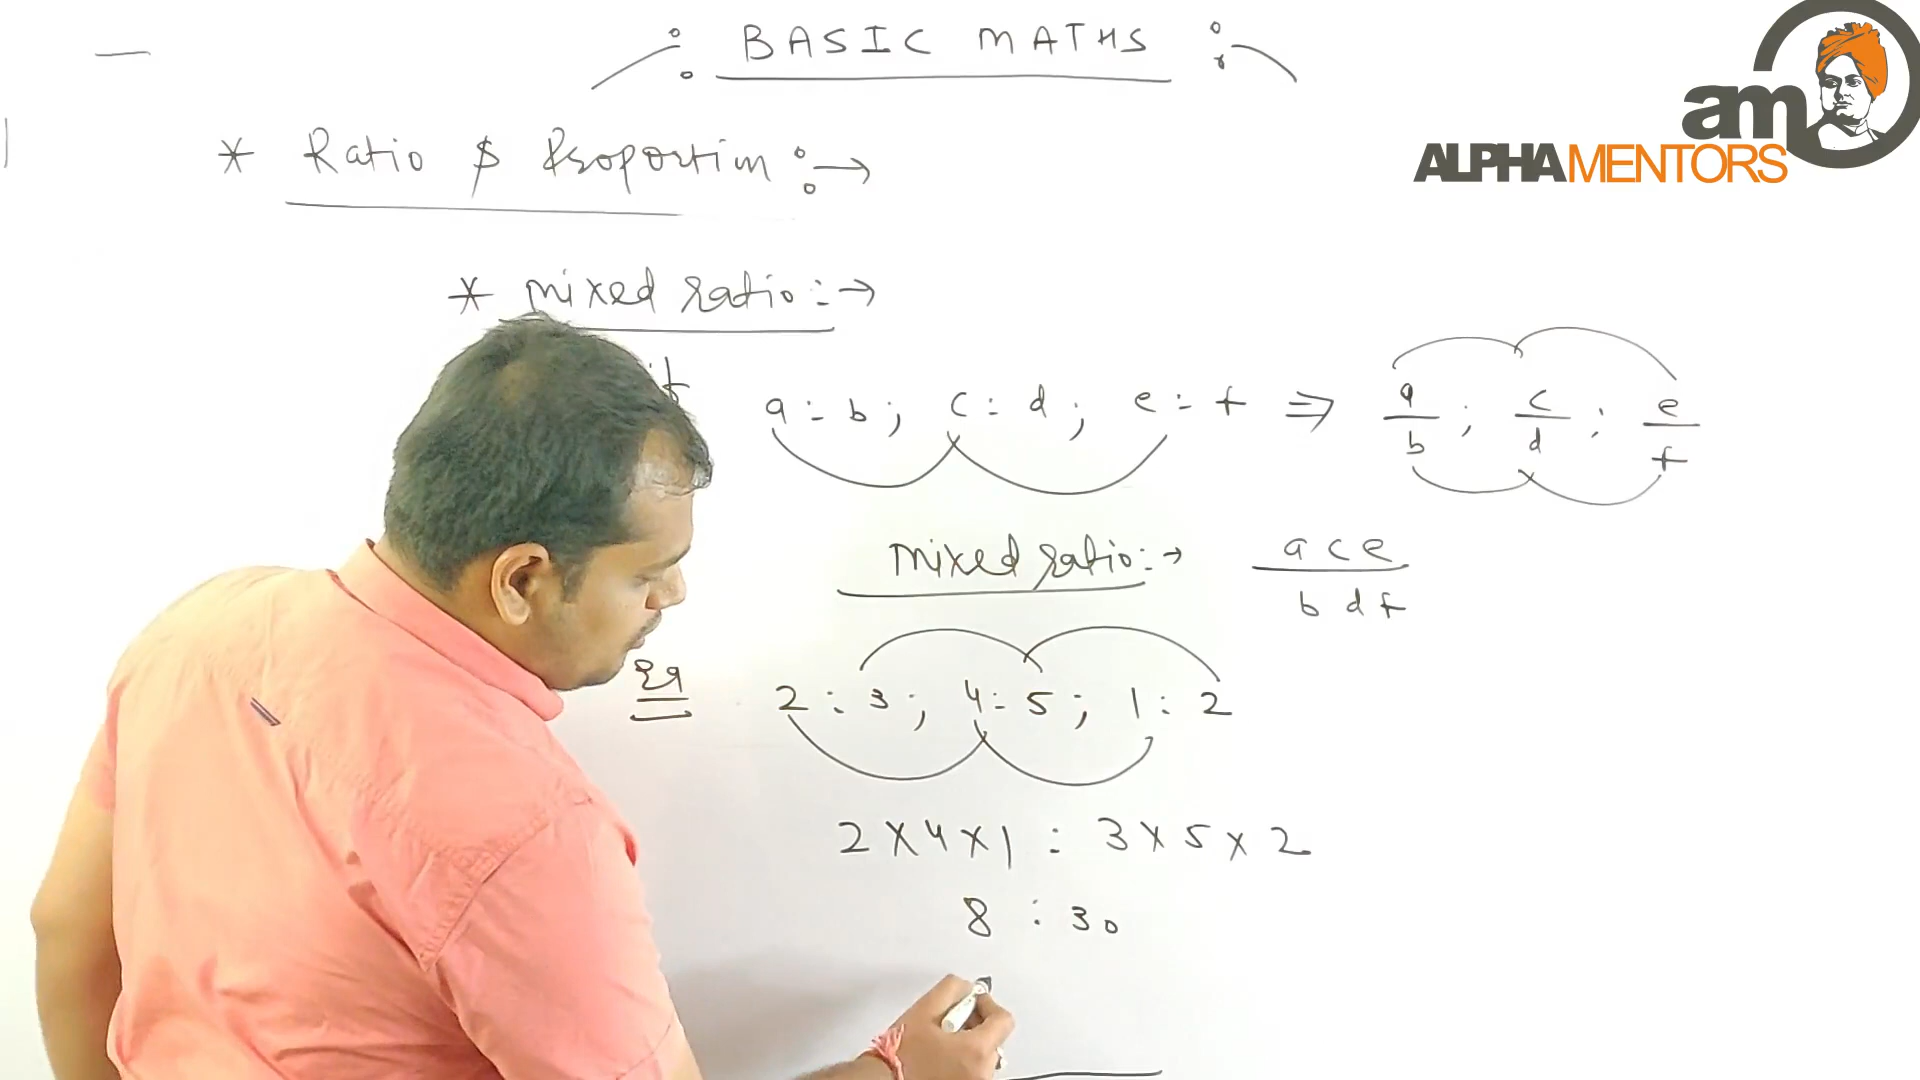 BASIC MATHS
am
ALPHAMENTORS
* Ratio & Proportion :→
* mixed ratio :→
if a : b ; c : d ; e : f ⇒ a/b ; c/d ; e/f
mixed ratio :→ ace/bdf
2 : 3 ; 4 : 5 ; 1 : 2
2 x 4 x 1 : 3 x 5 x 2
8 : 30